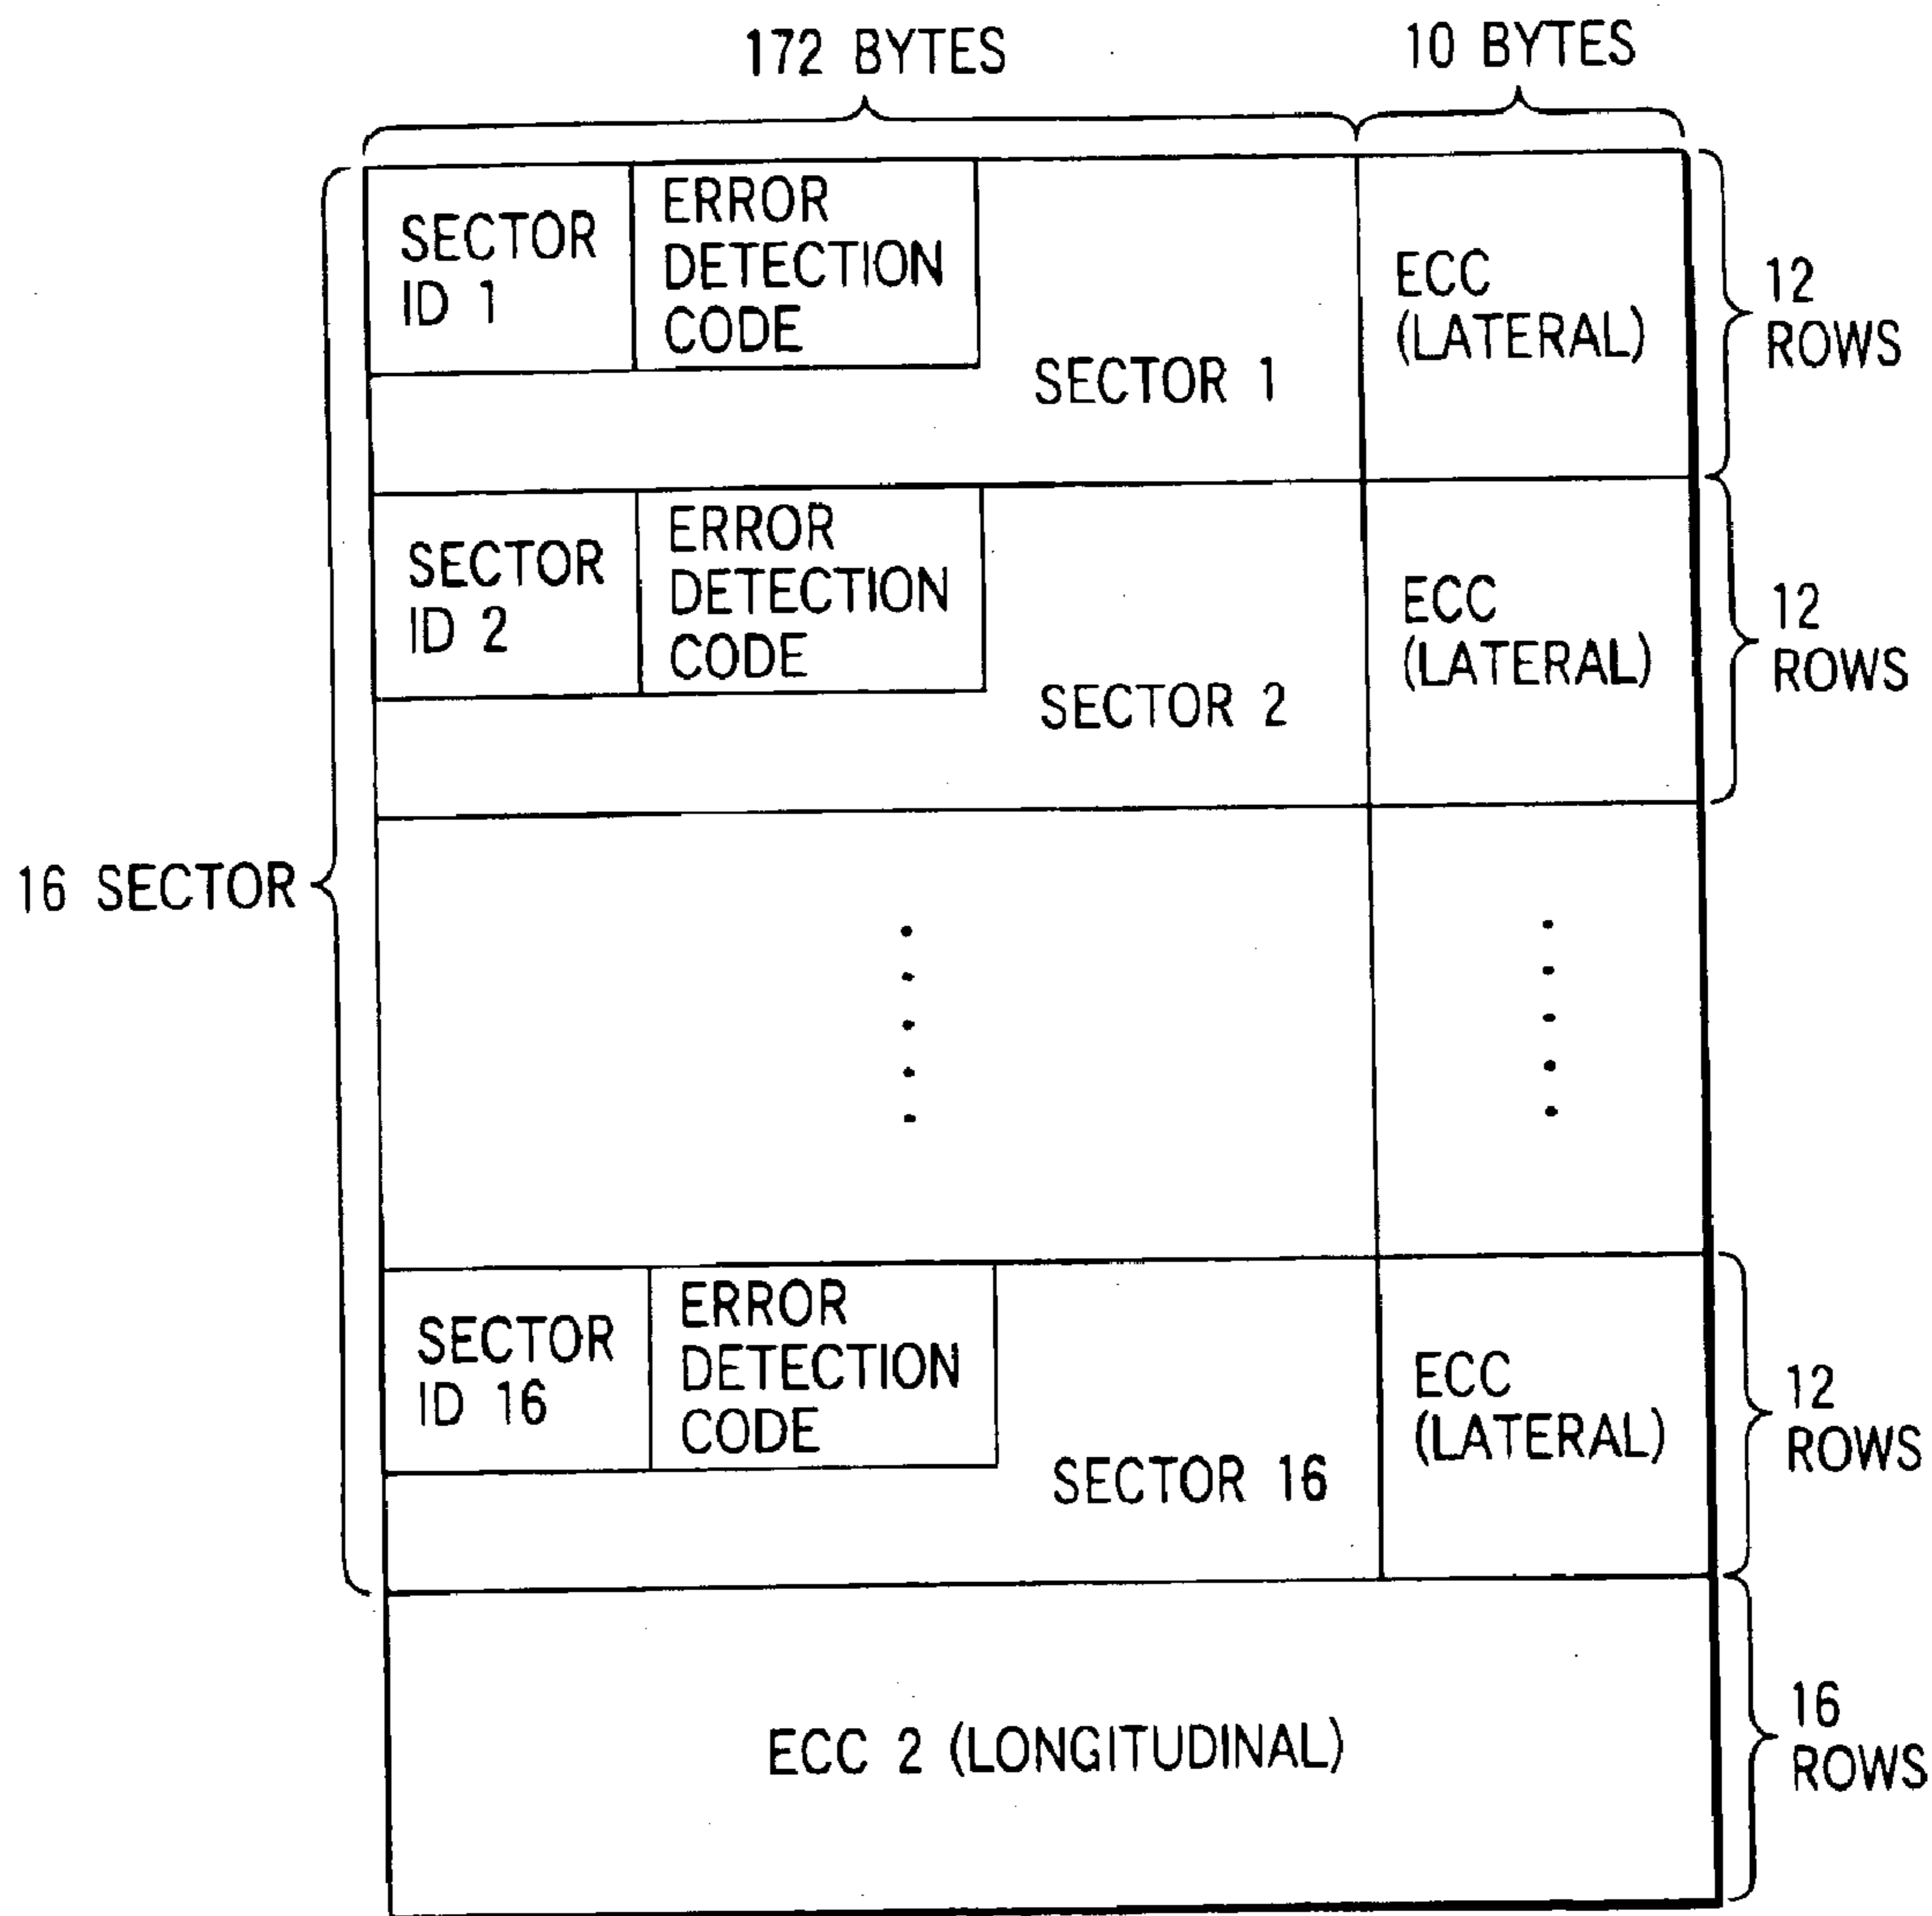 172 BYTES
10 BYTES
SECTOR
ID 1
ERROR
DETECTION
CODE
SECTOR 1
ECC
(LATERAL)
12
ROWS
SECTOR
ID 2
ERROR
DETECTION
CODE
SECTOR 2
ECC
(LATERAL)
12
ROWS
16 SECTOR
SECTOR
ID 16
ERROR
DETECTION
CODE
SECTOR 16
ECC
(LATERAL)
12
ROWS
ECC 2 (LONGITUDINAL)
16
ROWS